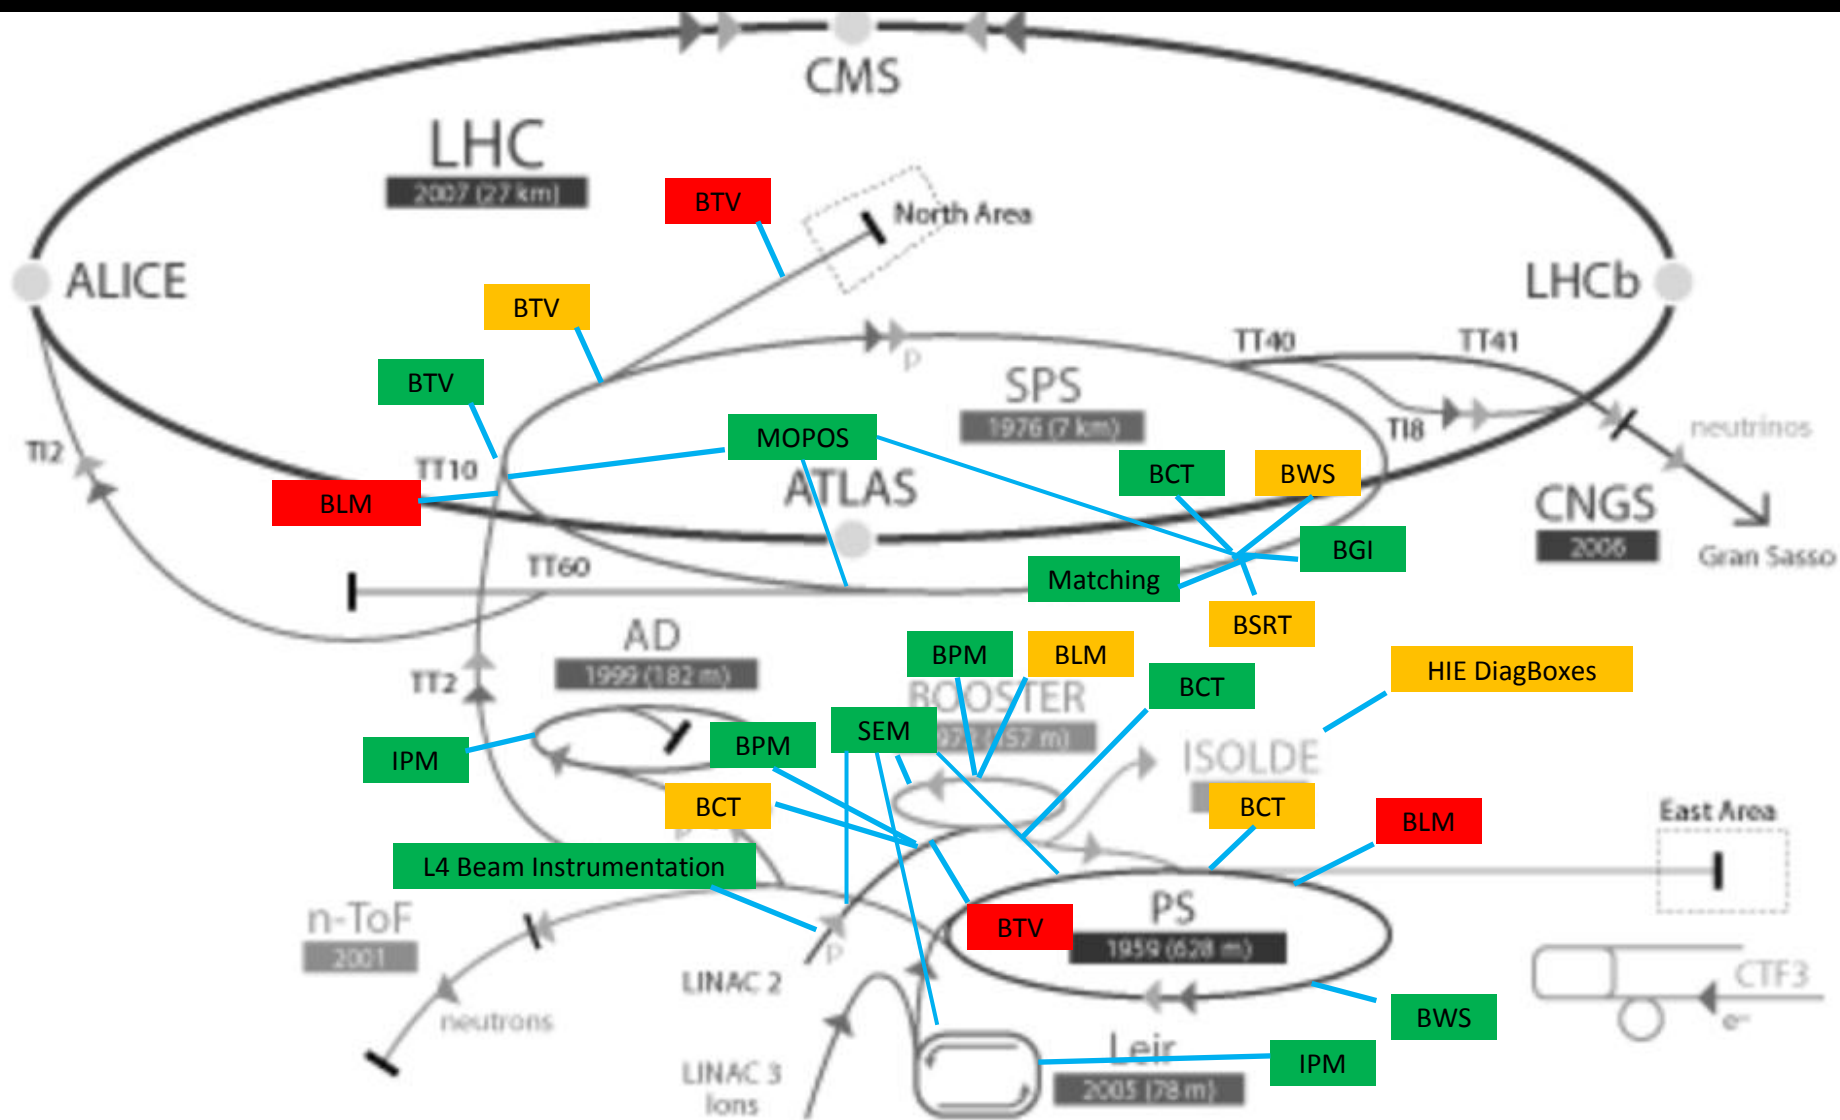 CMS
LHC
2007 (27 km)
BTV
North Area
ALICE
LHCb
BTV
TT40
TT41
BTV
p
SPS
1976 (7 km)
MOPOS
TI8
neutrinos
TI2
TT10
BCT
BWS
BLM
ATLAS
CNGS
2006
BGI
Gran Sasso
TT60
Matching
BSRT
AD
1999 (182 m)
BPM
BLM
HIE DiagBoxes
TT2
BCT
BOOSTER
SEM
BPM
IPM
ISOLDE
BCT
BCT
BLM
East Area
L4 Beam Instrumentation
n-ToF
2001
PS
BTV
1959 (628 m)
p
LINAC 2
CTF3
neutrons
e-
BWS
Leir
IPM
LINAC 3
Ions
2005 (78 m)